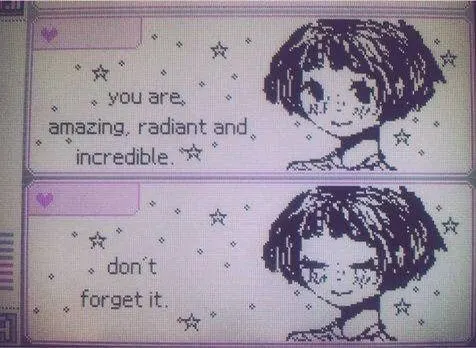 you are
amazing, radiant and
incredible.
don't
forget it.